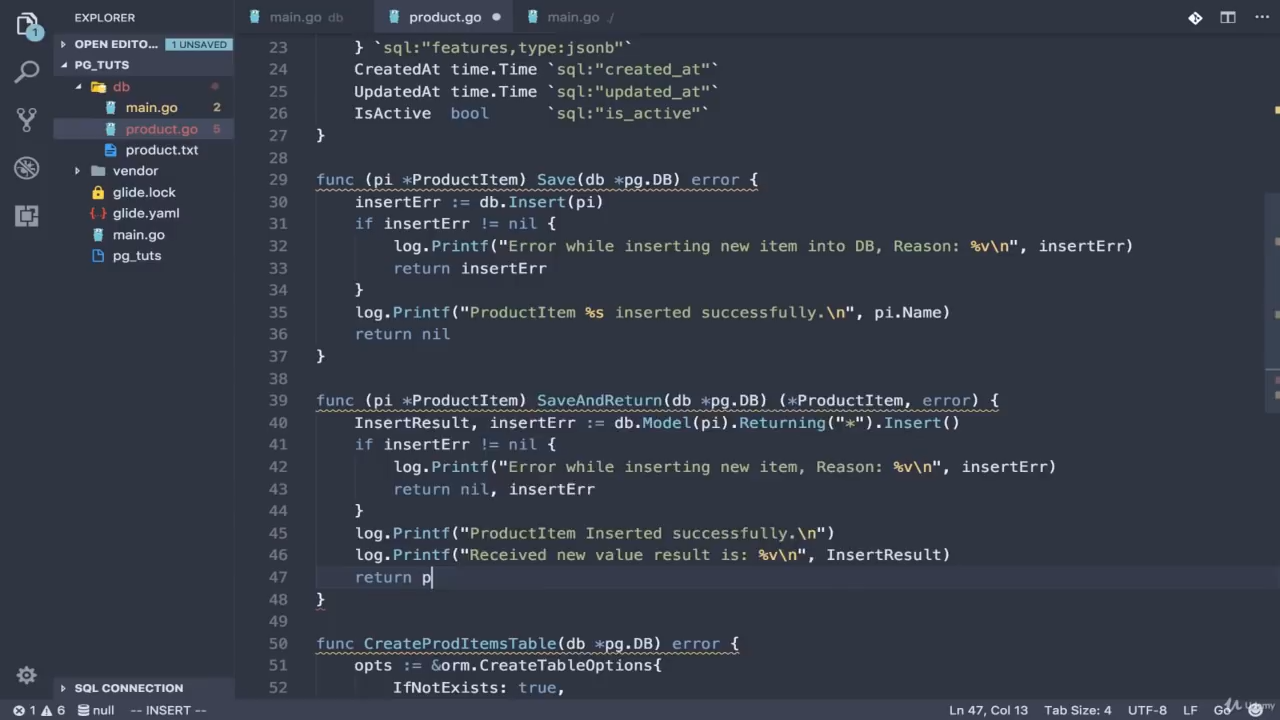 EXPLORER
main.go db
product.go
main.go ./
1
OPEN EDITO...
1 UNSAVED
PG_TUTS
db
main.go 2
product.go 5
product.txt
vendor
glide.lock
glide.yaml
main.go
pg_tuts
SQL CONNECTION
23 } `sql:"features,type:jsonb"`
24 CreatedAt time.Time `sql:"created_at"`
25 UpdatedAt time.Time `sql:"updated_at"`
26 IsActive bool `sql:"is_active"`
27 }
28
29 func (pi *ProductItem) Save(db *pg.DB) error {
30 insertErr := db.Insert(pi)
31 if insertErr != nil {
32 log.Printf("Error while inserting new item into DB, Reason: %v\n", insertErr)
33 return insertErr
34 }
35 log.Printf("ProductItem %s inserted successfully.\n", pi.Name)
36 return nil
37 }
38
39 func (pi *ProductItem) SaveAndReturn(db *pg.DB) (*ProductItem, error) {
40 InsertResult, insertErr := db.Model(pi).Returning("*").Insert()
41 if insertErr != nil {
42 log.Printf("Error while inserting new item, Reason: %v\n", insertErr)
43 return nil, insertErr
44 }
45 log.Printf("ProductItem Inserted successfully.\n")
46 log.Printf("Received new value result is: %v\n", InsertResult)
47 return p
48 }
49
50 func CreateProdItemsTable(db *pg.DB) error {
51 opts := &orm.CreateTableOptions{
52 IfNotExists: true,
1 6 null -- INSERT --
Ln 47, Col 13 Tab Size: 4 UTF-8 LF Go
Udemy